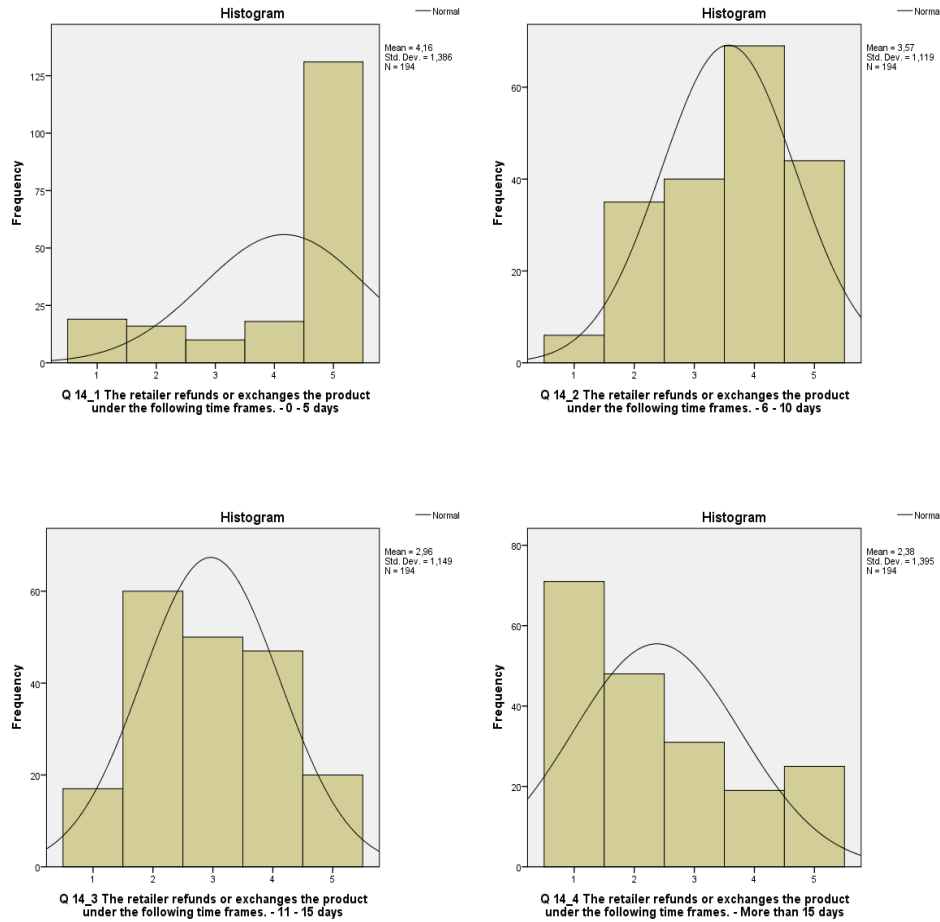 Histogram
Normal
Mean = 4,16
Std. Dev. = 1,386
N = 194
Frequency
125
100
75
50
25
0
1 2 3 4 5
Q 14_1 The retailer refunds or exchanges the product
under the following time frames. - 0 - 5 days
Histogram
Norma
Mean = 3,57
Std. Dev. = 1,119
N = 194
Frequency
60
40
20
0
1 2 3 4 5
Q 14_2 The retailer refunds or exchanges the product
under the following time frames. - 6 - 10 days
Histogram
Normal
Mean = 2,96
Std. Dev. = 1,149
N = 194
Frequency
60
40
20
0
1 2 3 4 5
Q 14_3 The retailer refunds or exchanges the product
under the following time frames. - 11 - 15 days
Histogram
Norma
Mean = 2,38
Std. Dev. = 1,395
N = 194
Frequency
80
60
40
20
0
1 2 3 4 5
Q 14_4 The retailer refunds or exchanges the product
under the following time frames. - More than 15 days